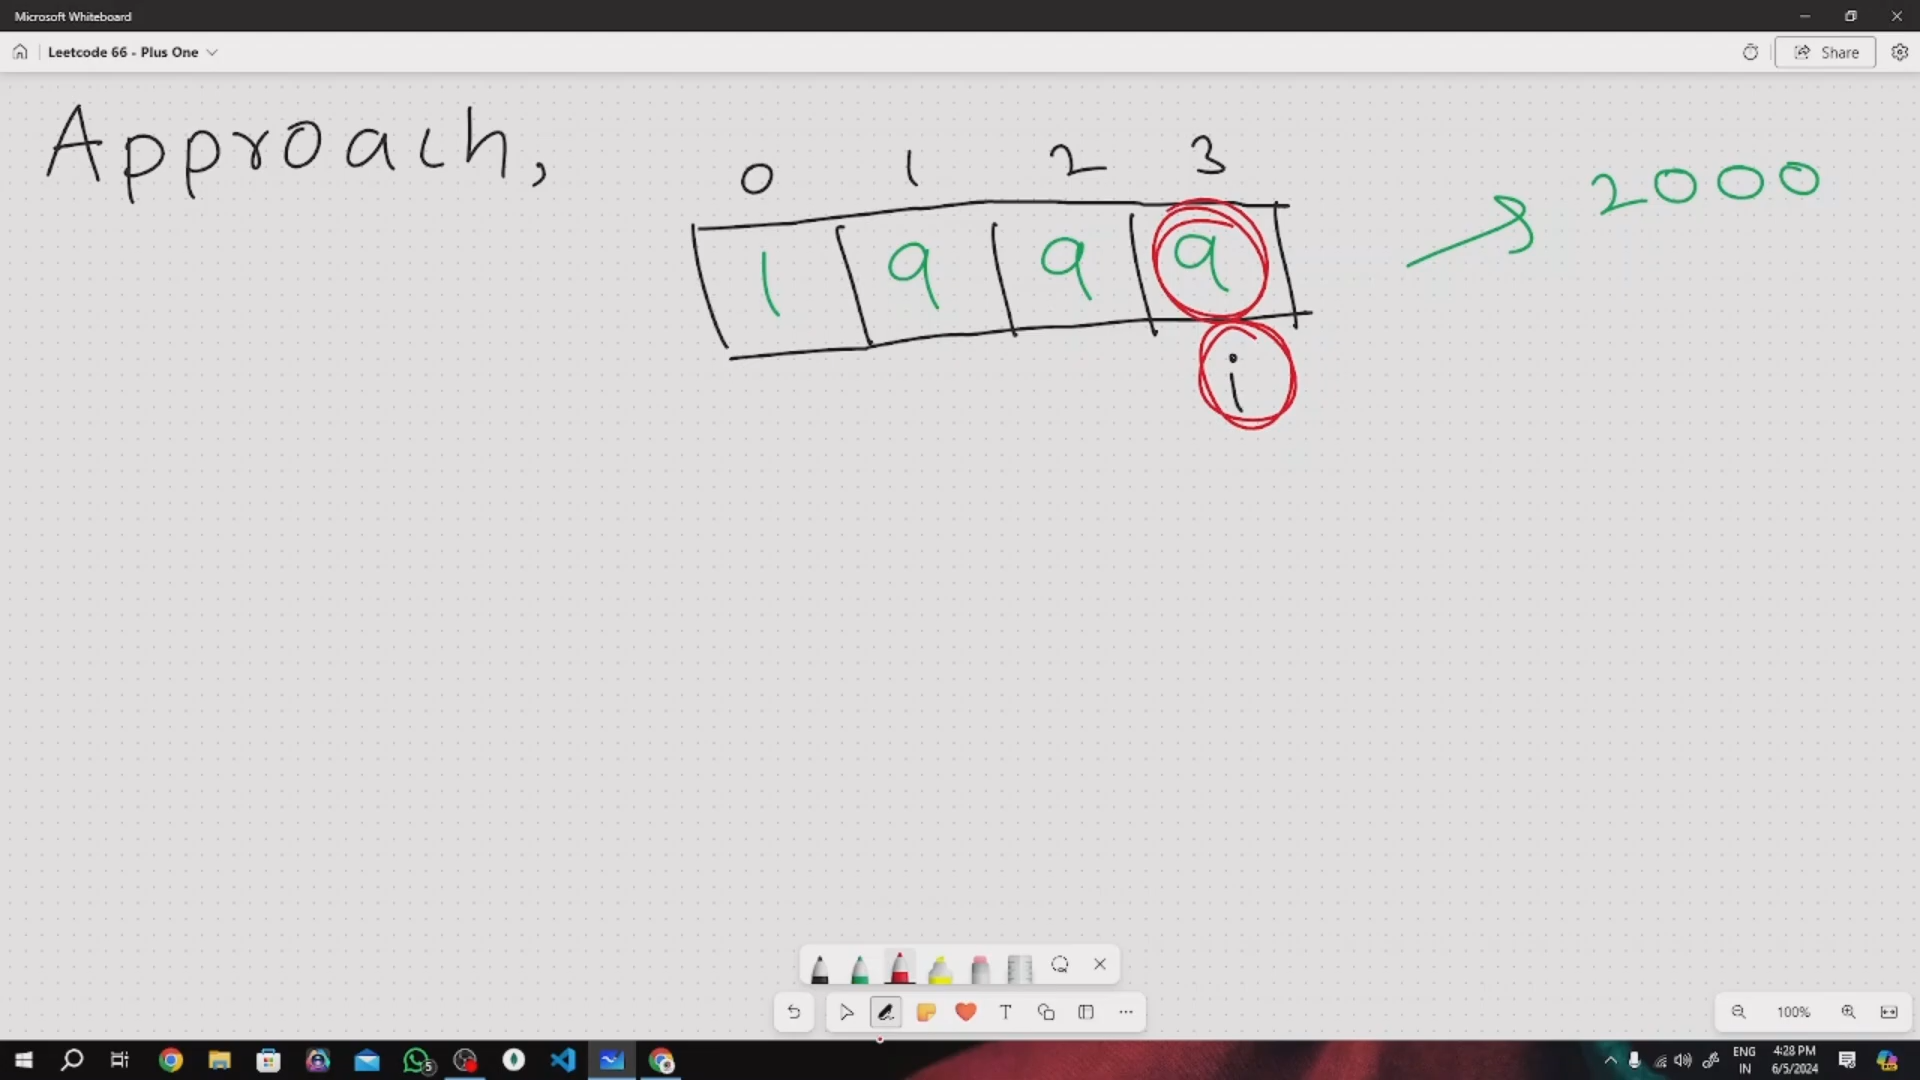 Microsoft Whiteboard
Leetcode 66 - Plus One
Share
Approach,
0 1 2 3
1 9 9 9
2000
i
T
100%
5
ENG
IN
4:28 PM
6/5/2024